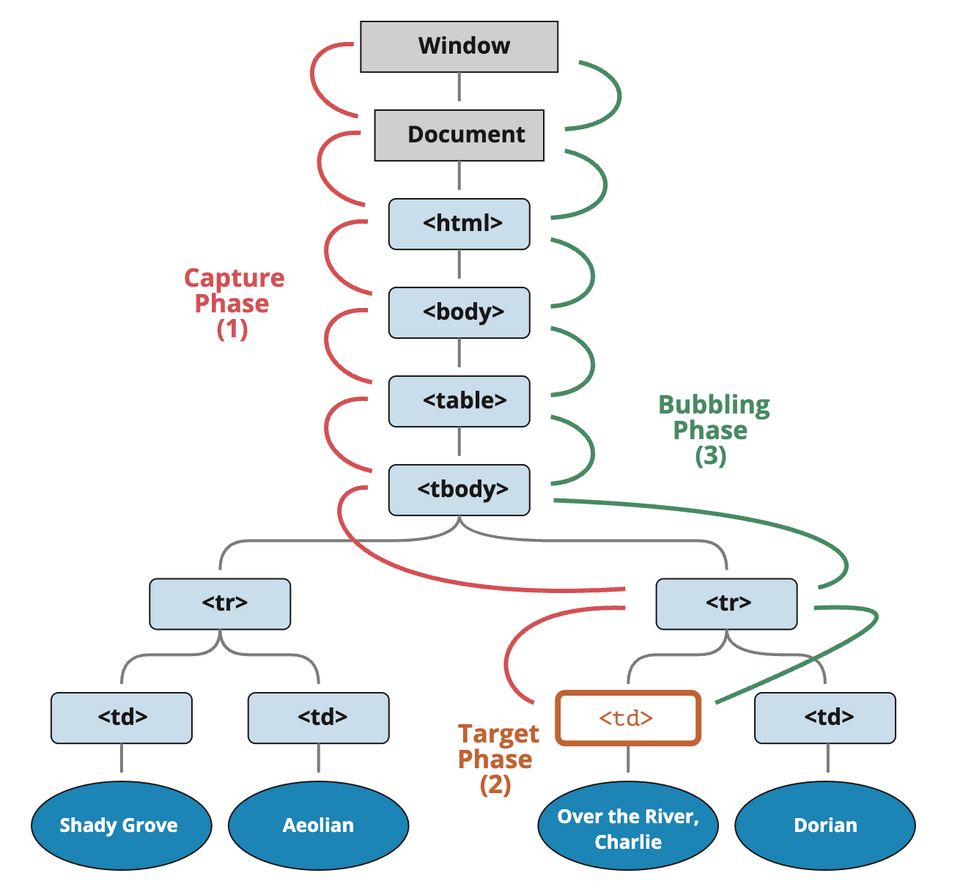 Window
Document
<html>
<body>
Capture
Phase
(1)
<table>
Bubbling
Phase
(3)
<tbody>
<tr>
<tr>
<td>
<td>
<td>
<td>
Target
Phase
(2)
Shady Grove
Aeolian
Over the River,
Charlie
Dorian